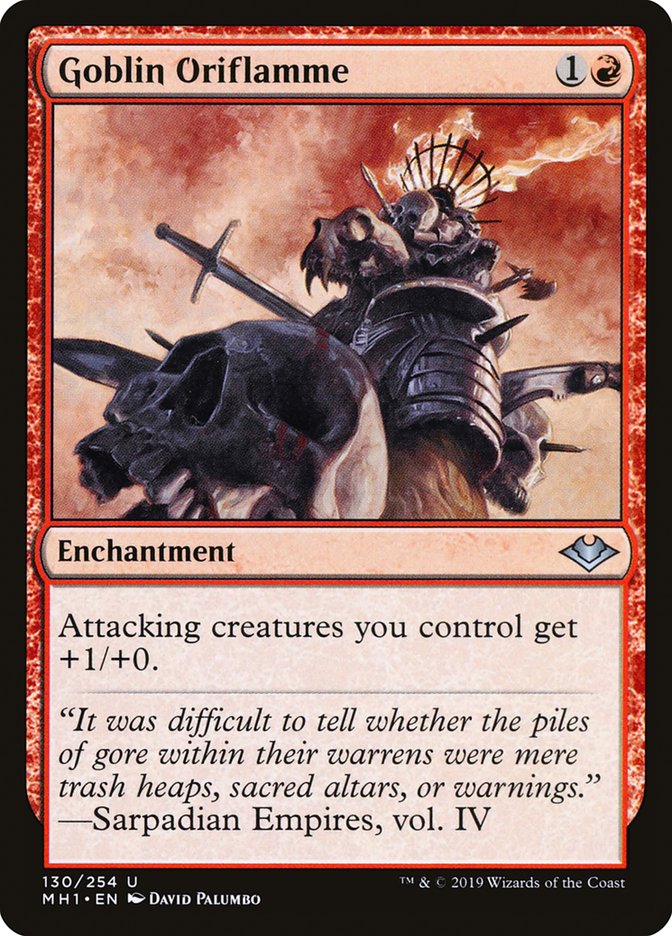 Goblin Oriflamme 1
Enchantment
Attacking creatures you control get
+1/+0.
“It was difficult to tell whether the piles
of gore within their warrens were mere
trash heaps, sacred altars, or warnings.”
—Sarpadian Empires, vol. IV
130/254 U ™ & © 2019 Wizards of the Coast
MH1 • EN David Palumbo